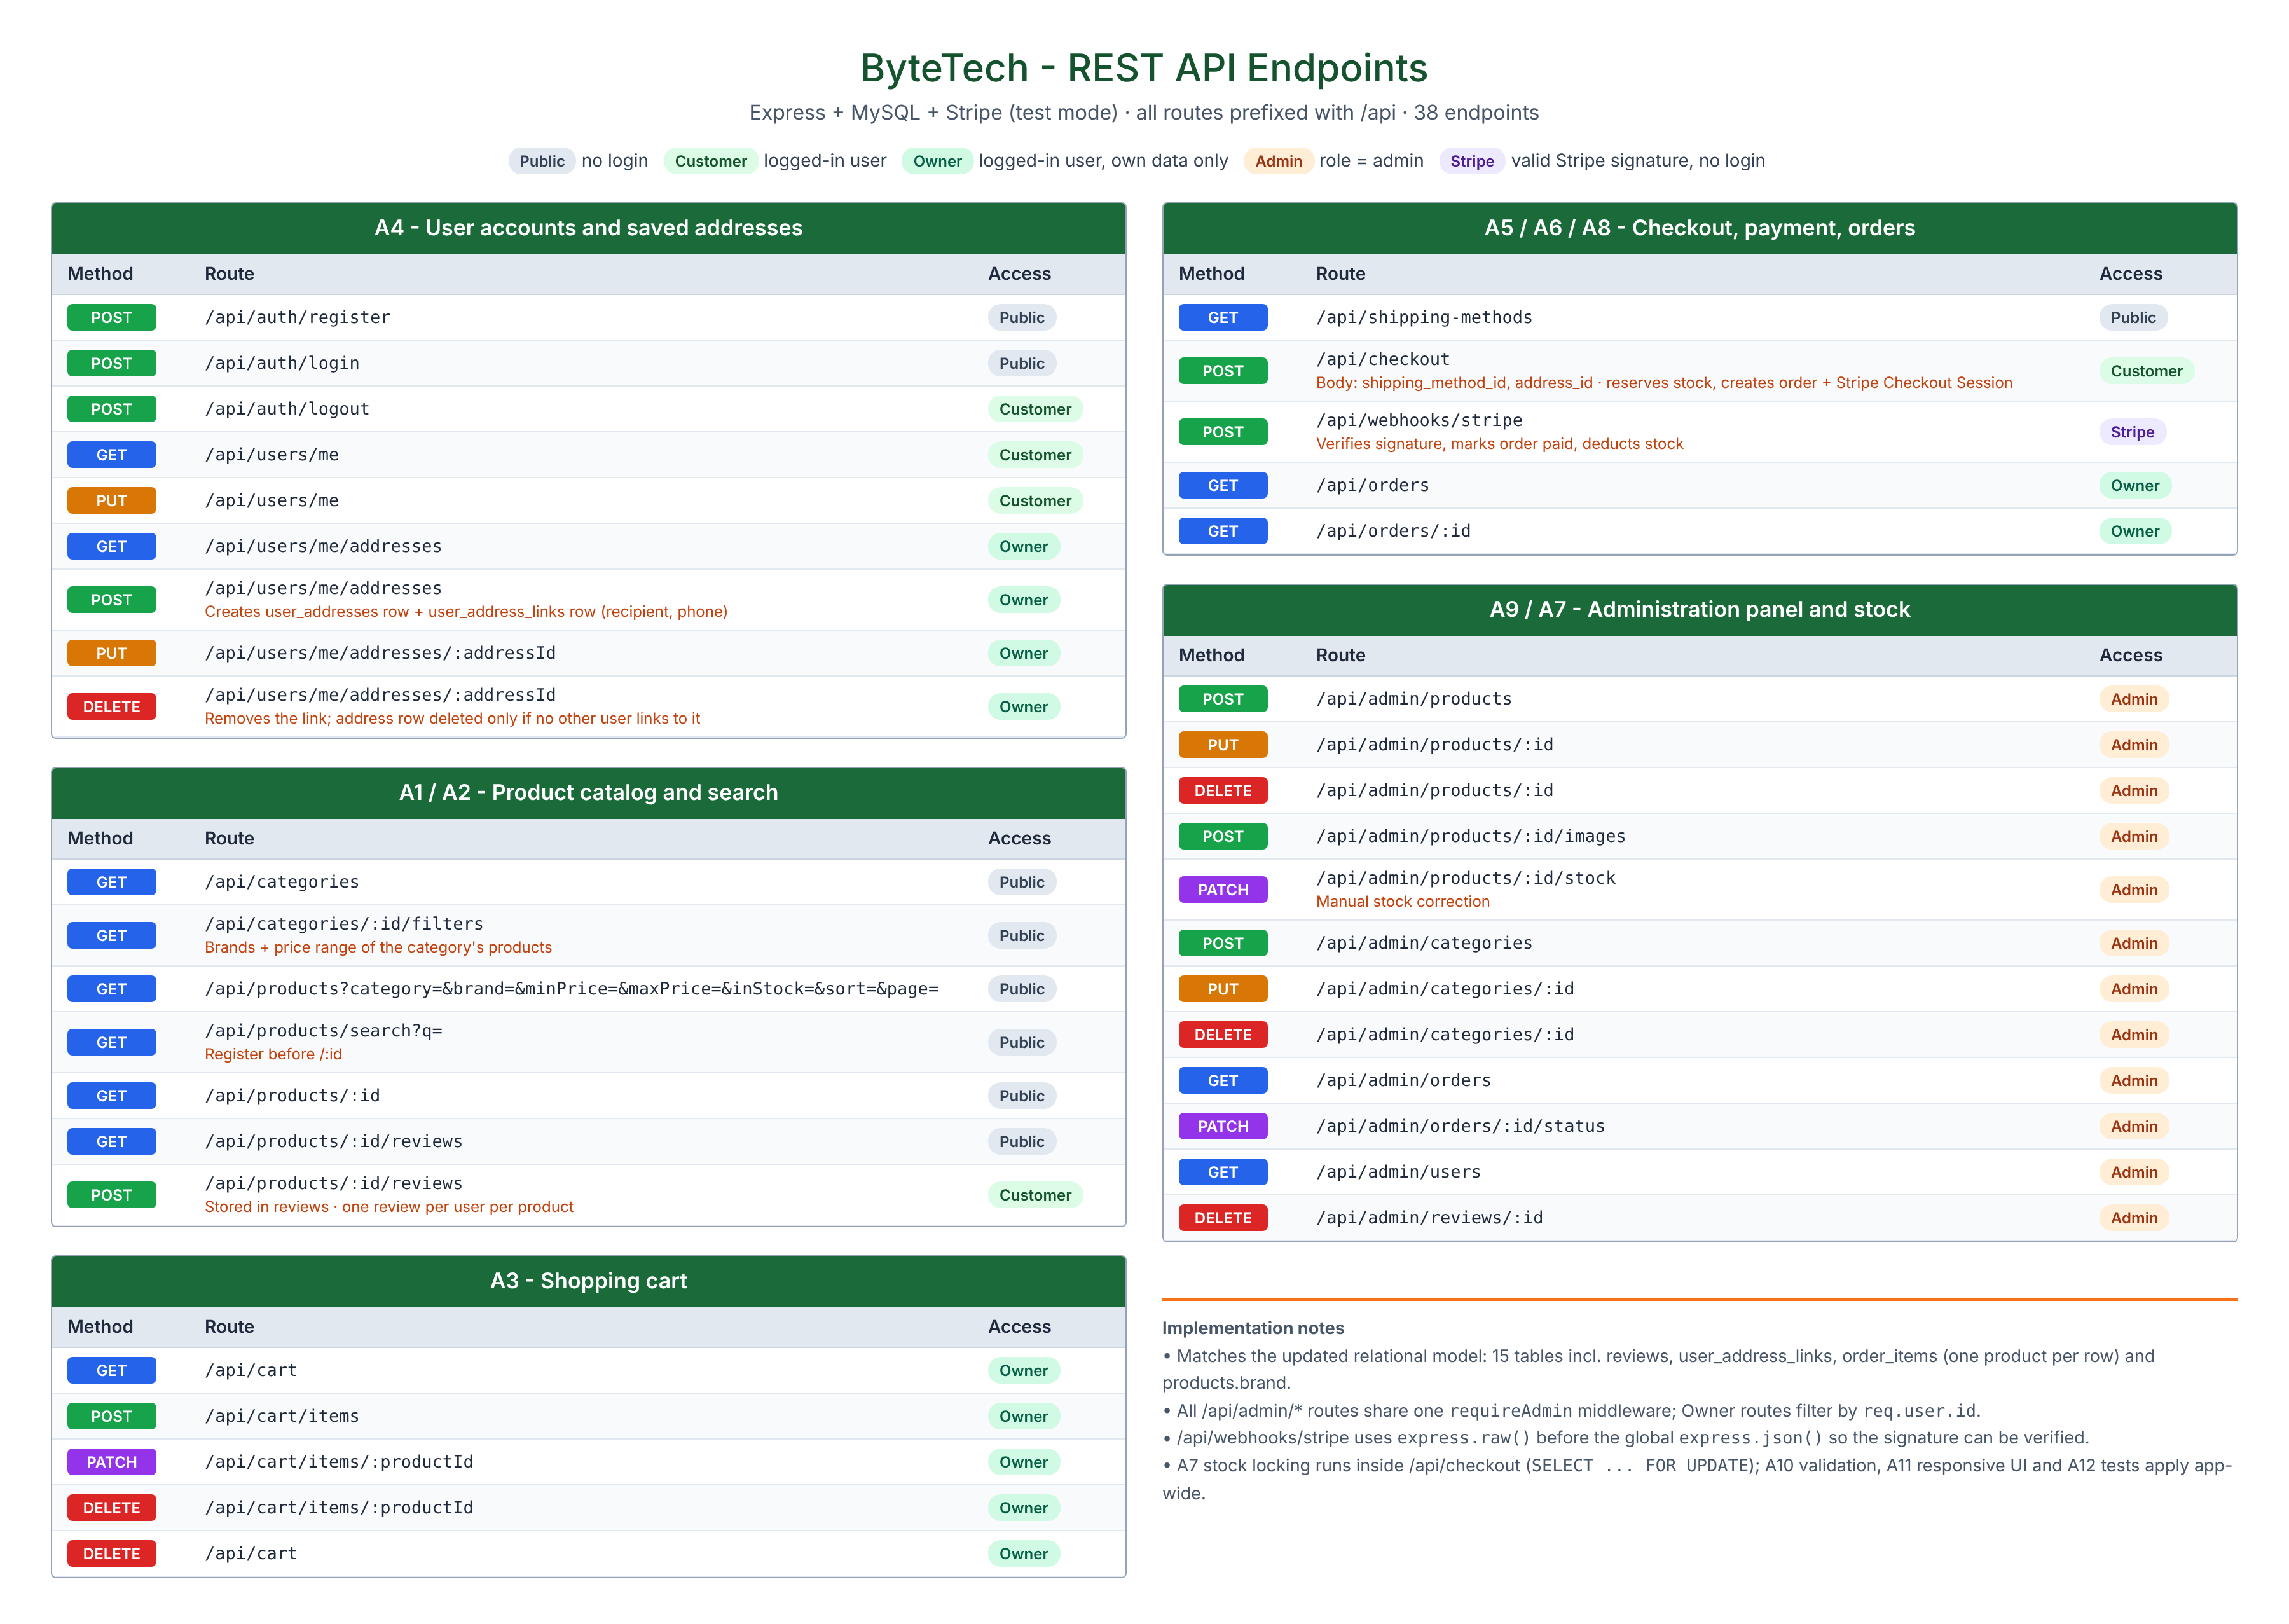 ByteTech - REST API Endpoints
Express + MySQL + Stripe (test mode) · all routes prefixed with /api · 38 endpoints
Public no login Customer logged-in user Owner logged-in user, own data only Admin role = admin Stripe valid Stripe signature, no login
A4 - User accounts and saved addresses
Method Route Access
POST /api/auth/register Public
POST /api/auth/login Public
POST /api/auth/logout Customer
GET /api/users/me Customer
PUT /api/users/me Customer
GET /api/users/me/addresses Owner
POST /api/users/me/addresses Owner
Creates user_addresses row + user_address_links row (recipient, phone)
PUT /api/users/me/addresses/:addressId Owner
DELETE /api/users/me/addresses/:addressId Owner
Removes the link; address row deleted only if no other user links to it
A1 / A2 - Product catalog and search
Method Route Access
GET /api/categories Public
GET /api/categories/:id/filters Public
Brands + price range of the category's products
GET /api/products?category=&brand=&minPrice=&maxPrice=&inStock=&sort=&page= Public
GET /api/products/search?q= Public
Register before /:id
GET /api/products/:id Public
GET /api/products/:id/reviews Public
POST /api/products/:id/reviews Customer
Stored in reviews · one review per user per product
A3 - Shopping cart
Method Route Access
GET /api/cart Owner
POST /api/cart/items Owner
PATCH /api/cart/items/:productId Owner
DELETE /api/cart/items/:productId Owner
DELETE /api/cart Owner
A5 / A6 / A8 - Checkout, payment, orders
Method Route Access
GET /api/shipping-methods Public
POST /api/checkout Customer
Body: shipping_method_id, address_id · reserves stock, creates order + Stripe Checkout Session
POST /api/webhooks/stripe Stripe
Verifies signature, marks order paid, deducts stock
GET /api/orders Owner
GET /api/orders/:id Owner
A9 / A7 - Administration panel and stock
Method Route Access
POST /api/admin/products Admin
PUT /api/admin/products/:id Admin
DELETE /api/admin/products/:id Admin
POST /api/admin/products/:id/images Admin
PATCH /api/admin/products/:id/stock Admin
Manual stock correction
POST /api/admin/categories Admin
PUT /api/admin/categories/:id Admin
DELETE /api/admin/categories/:id Admin
GET /api/admin/orders Admin
PATCH /api/admin/orders/:id/status Admin
GET /api/admin/users Admin
DELETE /api/admin/reviews/:id Admin
Implementation notes
• Matches the updated relational model: 15 tables incl. reviews, user_address_links, order_items (one product per row) and
products.brand.
• All /api/admin/* routes share one requireAdmin middleware; Owner routes filter by req.user.id.
• /api/webhooks/stripe uses express.raw() before the global express.json() so the signature can be verified.
• A7 stock locking runs inside /api/checkout (SELECT ... FOR UPDATE); A10 validation, A11 responsive UI and A12 tests apply app-
wide.